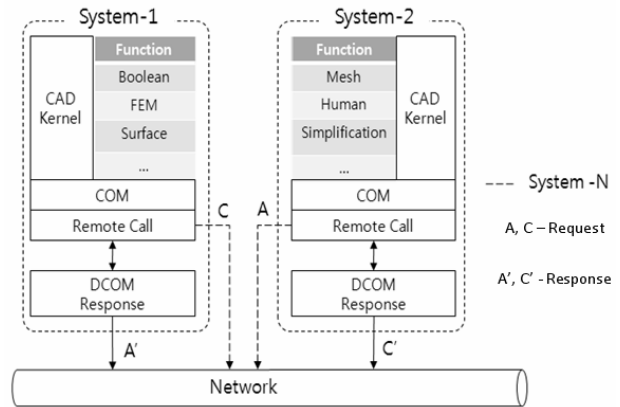 System-1
CAD
Kernel
Function
Boolean
FEM
Surface
...
COM
Remote Call
DCOM
Response
System-2
Function
Mesh
Human
Simplification
...
CAD
Kernel
COM
Remote Call
DCOM
Response
C
A
A'
C'
Network
System -N
A, C – Request
A', C' - Response